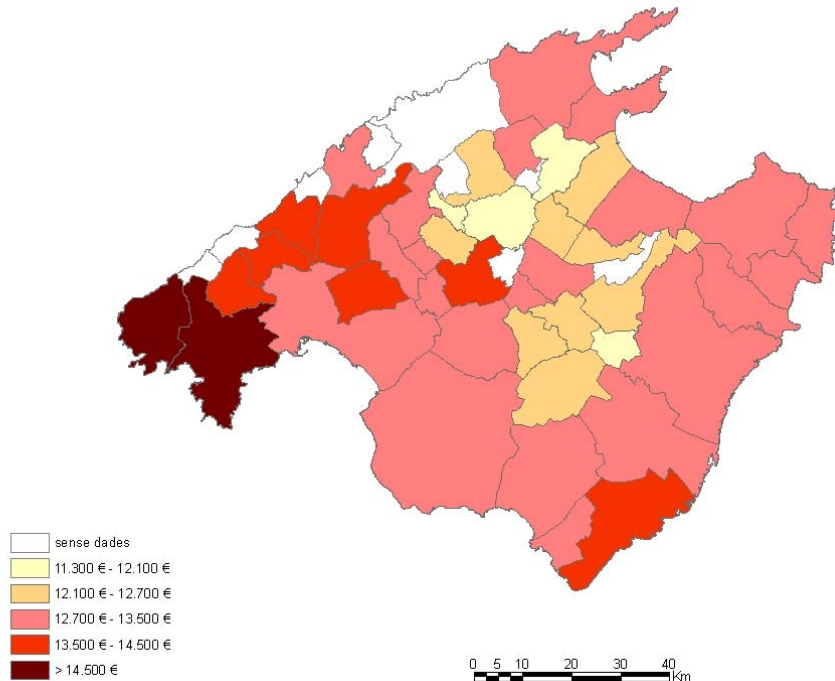 sense dades
11.300 € - 12.100 €
12.100 € - 12.700 €
12.700 € - 13.500 €
13.500 € - 14.500 €
> 14.500 €
0 5 10 20 30 40
Km